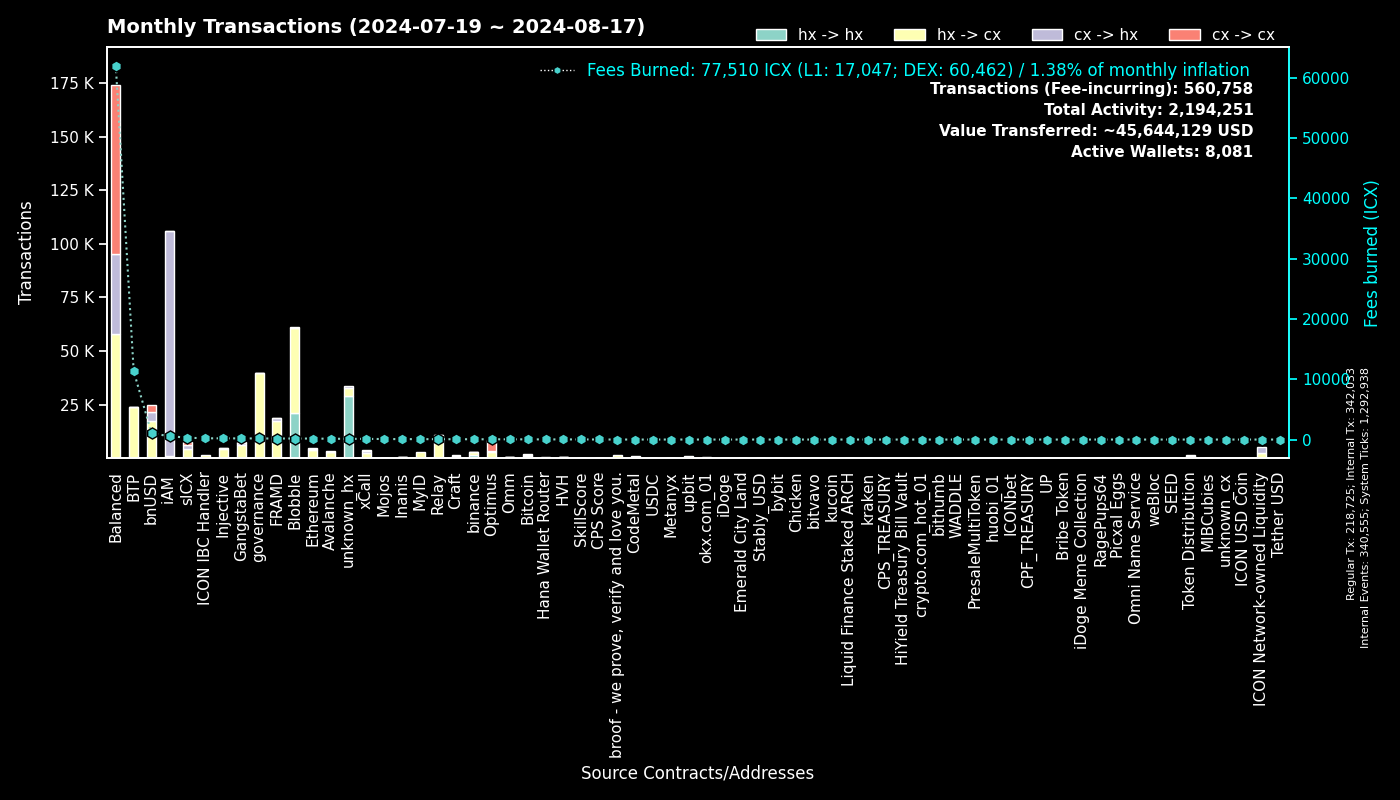 Monthly Transactions (2024-07-19 ~ 2024-08-17)
hx -> hx
hx -> cx
cx -> hx
cx -> cx
Fees Burned: 77,510 ICX (L1: 17,047; DEX: 60,462) / 1.38% of monthly inflation
Transactions (Fee-incurring): 560,758
Total Activity: 2,194,251
Value Transferred: ~45,644,129 USD
Active Wallets: 8,081
Transactions
175 K
150 K
125 K
100 K
75 K
50 K
25 K
60000
50000
40000
30000
20000
10000
0
Fees burned (ICX)
Regular Tx: 218,725; Internal Tx: 342,033
Internal Events: 340,555; System Ticks: 1,292,938
Balanced
BTP
bnUSD
iAM
sICX
ICON IBC Handler
Injective
GangstaBet
governance
FRAMD
Blobble
Ethereum
Avalanche
unknown_hx
xCall
Mojos
Inanis
MyID
Relay
Craft
binance
Optimus
Omm
Bitcoin
Hana Wallet Router
HVH
SkillScore
CPS Score
broof - we prove, verify and love you.
CodeMetal
USDC
Metanyx
upbit
okx.com_01
iDoge
Emerald City Land
Stably_USD
bybit
Chicken
bitvavo
kucoin
Liquid Finance Staked ARCH
kraken
CPS_TREASURY
HiYield Treasury Bill Vault
crypto.com_hot_01
bithumb
WADDLE
PresaleMultiToken
huobi_01
ICONbet
CPF_TREASURY
UP
Bribe Token
iDoge Meme Collection
RagePups64
Picxal Eggs
Omni Name Service
weBloc
SEED
Token Distribution
MIBCubies
unknown_cx
ICON USD Coin
ICON Network-owned Liquidity
Tether USD
Source Contracts/Addresses